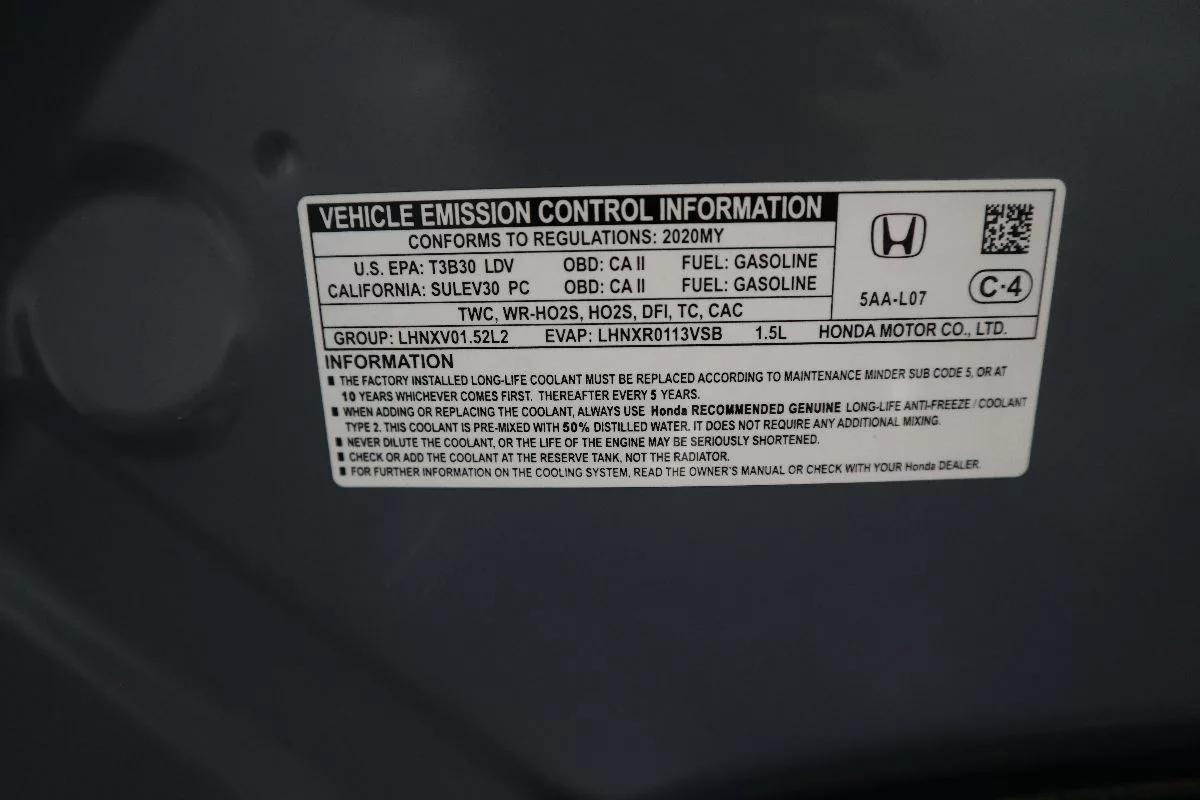 VEHICLE EMISSION CONTROL INFORMATION
CONFORMS TO REGULATIONS: 2020MY
U.S. EPA: T3B30 LDV OBD: CA II FUEL: GASOLINE
CALIFORNIA: SULEV30 PC OBD: CA II FUEL: GASOLINE
5AA-L07
C·4
TWC, WR-HO2S, HO2S, DFI, TC, CAC
GROUP: LHNXV01.52L2 EVAP: LHNXR0113VSB 1.5L HONDA MOTOR CO., LTD.
INFORMATION
■ THE FACTORY INSTALLED LONG-LIFE COOLANT MUST BE REPLACED ACCORDING TO MAINTENANCE MINDER SUB CODE 5, OR AT
10 YEARS WHICHEVER COMES FIRST. THEREAFTER EVERY 5 YEARS.
■ WHEN ADDING OR REPLACING THE COOLANT, ALWAYS USE Honda RECOMMENDED GENUINE LONG-LIFE ANTI-FREEZE / COOLANT
TYPE 2. THIS COOLANT IS PRE-MIXED WITH 50% DISTILLED WATER. IT DOES NOT REQUIRE ANY ADDITIONAL MIXING.
■ NEVER DILUTE THE COOLANT, OR THE LIFE OF THE ENGINE MAY BE SERIOUSLY SHORTENED.
■ CHECK OR ADD THE COOLANT AT THE RESERVE TANK, NOT THE RADIATOR.
■ FOR FURTHER INFORMATION ON THE COOLING SYSTEM, READ THE OWNER'S MANUAL OR CHECK WITH YOUR Honda DEALER.